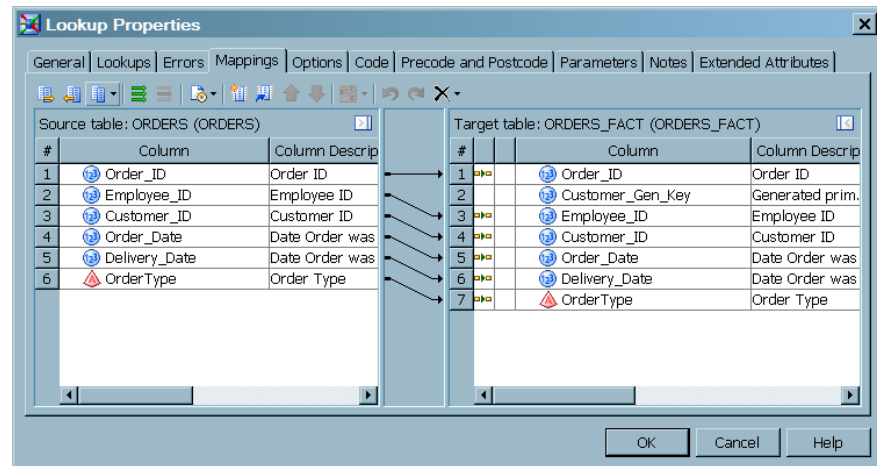 Lookup Properties
General Lookups Errors Mappings Options Code Precode and Postcode Parameters Notes Extended Attributes
Source table: ORDERS (ORDERS)
# Column Column Descrip
1 Order_ID Order ID
2 Employee_ID Employee ID
3 Customer_ID Customer ID
4 Order_Date Date Order was
5 Delivery_Date Date Order was
6 OrderType Order Type
Target table: ORDERS_FACT (ORDERS_FACT)
# Column Column Descrip
1 Order_ID Order ID
2 Customer_Gen_Key Generated prim.
3 Employee_ID Employee ID
4 Customer_ID Customer ID
5 Order_Date Date Order was
6 Delivery_Date Date Order was
7 OrderType Order Type
OK Cancel Help